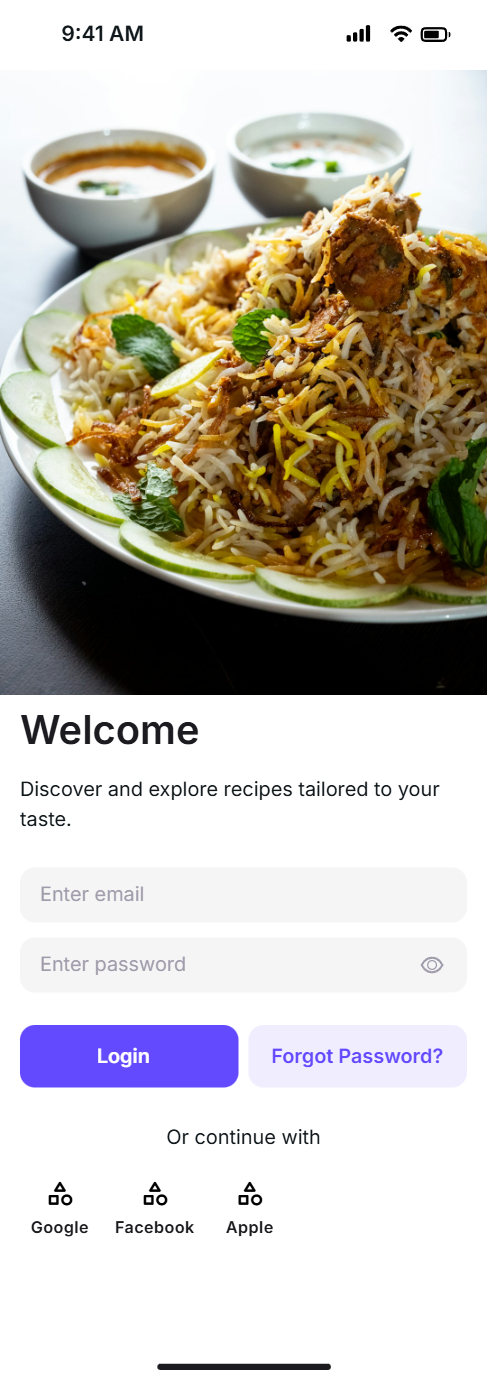 9:41 AM
Welcome
Discover and explore recipes tailored to your
taste.
Enter email
Enter password
Login
Forgot Password?
Or continue with
Google
Facebook
Apple